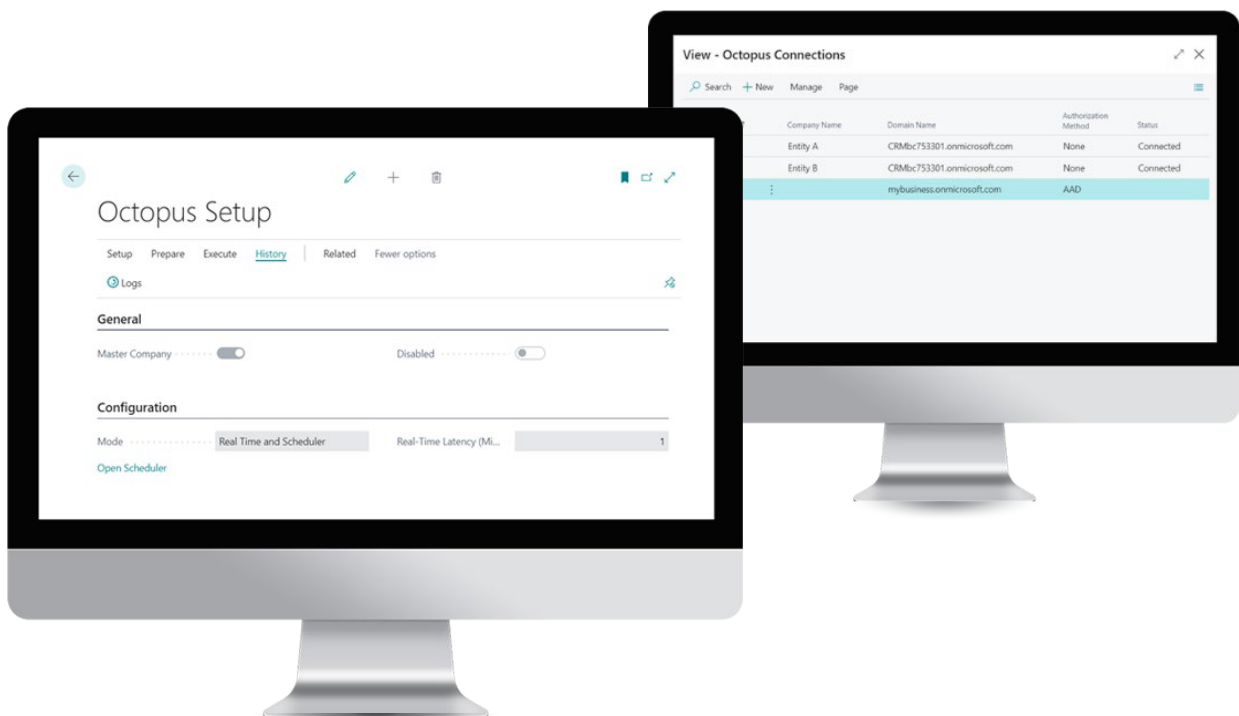 View - Octopus Connections
Search + New Manage Page
Authorization
Company Name Domain Name Method Status
Entity A CRMbc753301.onmicrosoft.com None Connected
Entity B CRMbc753301.onmicrosoft.com None Connected
mybusiness.onmicrosoft.com AAD
Octopus Setup
Setup Prepare Execute History Related Fewer options
Logs
General
Master Company Disabled
Configuration
Mode Real Time and Scheduler Real-Time Latency (Mi... 1
Open Scheduler